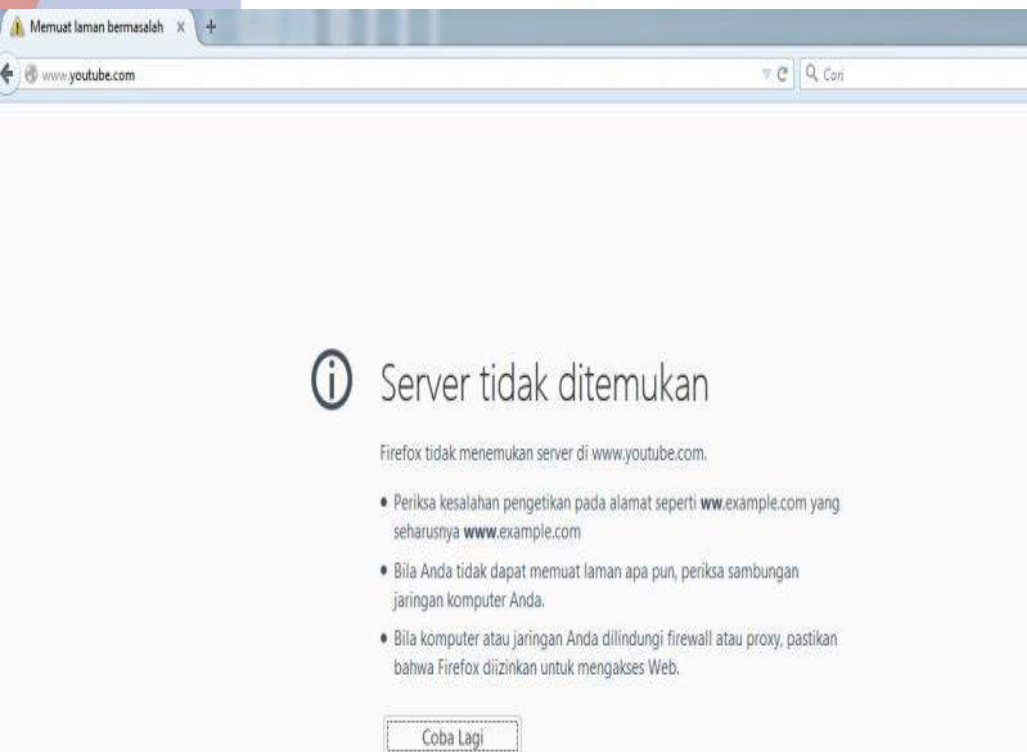 Memuat laman bermasalah x +
www.youtube.com
Cari
Server tidak ditemukan
Firefox tidak menemukan server di www.youtube.com.
• Periksa kesalahan pengetikan pada alamat seperti ww.example.com yang
seharusnya www.example.com
• Bila Anda tidak dapat memuat laman apa pun, periksa sambungan
jaringan komputer Anda.
• Bila komputer atau jaringan Anda dilindungi firewall atau proxy, pastikan
bahwa Firefox diizinkan untuk mengakses Web.
Coba Lagi